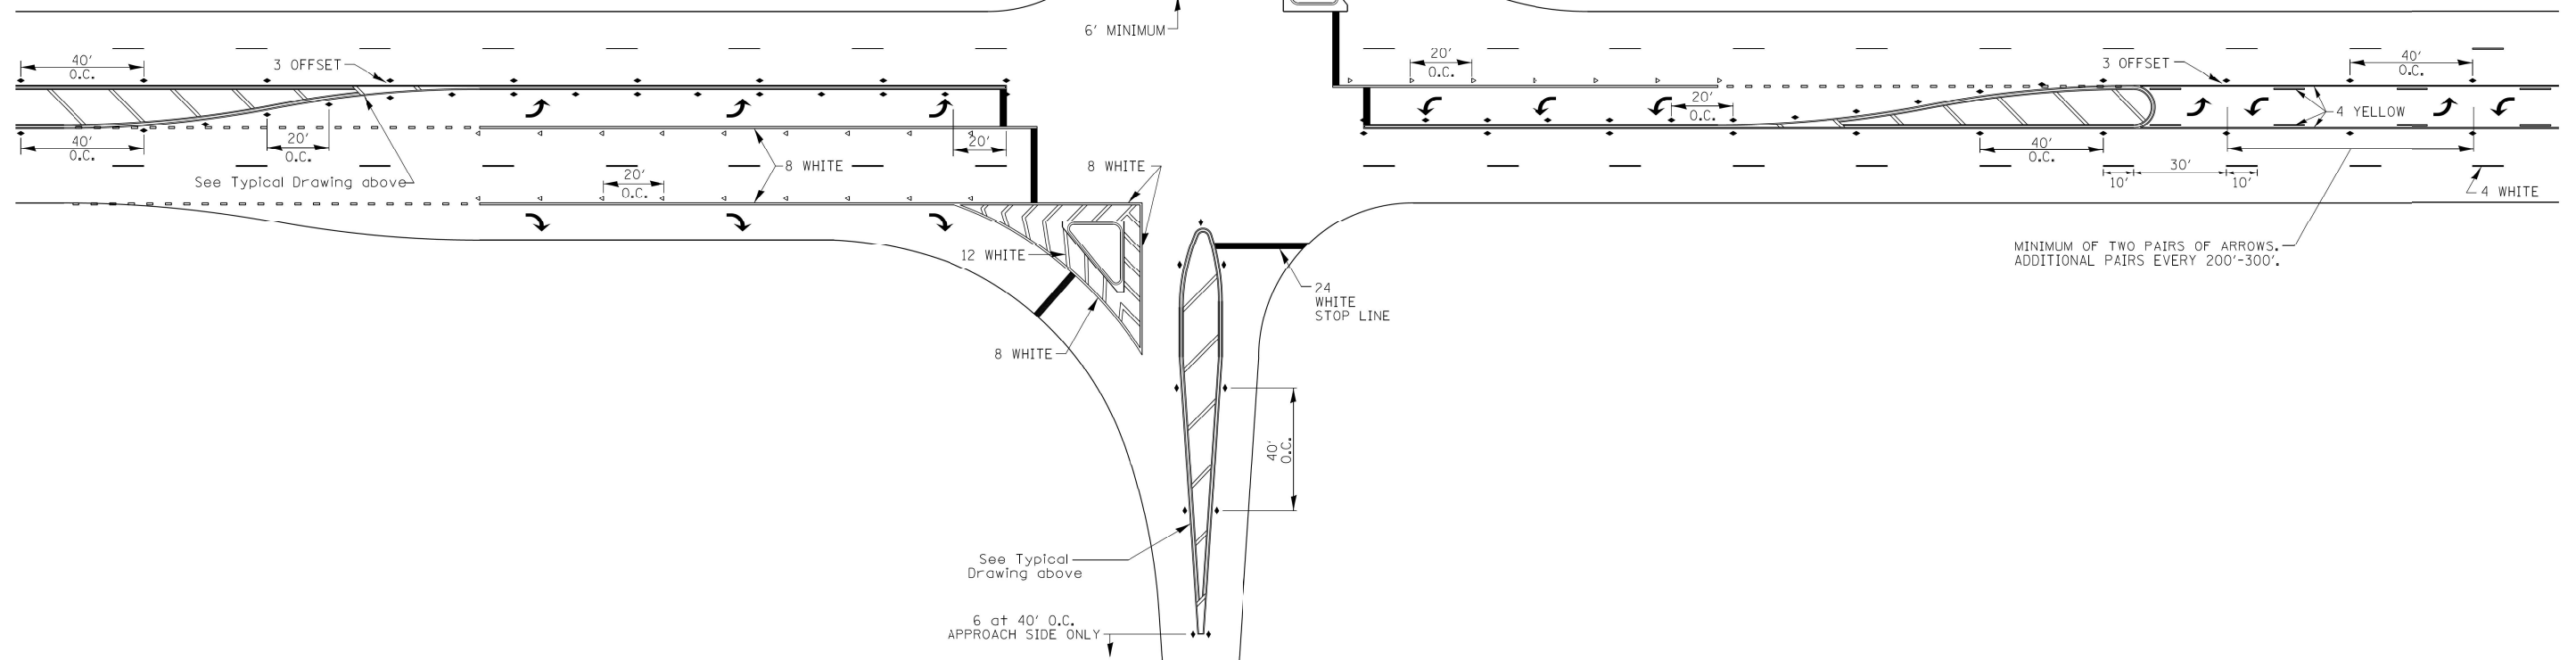 6' MINIMUM
40'
O.C.
3 OFFSET
20'
O.C.
3 OFFSET
40'
O.C.
20'
O.C.
4 YELLOW
40'
O.C.
20'
O.C.
20'
See Typical Drawing above
20'
O.C.
8 WHITE
8 WHITE
40'
O.C.
30'
10'
10'
4 WHITE
12 WHITE
MINIMUM OF TWO PAIRS OF ARROWS.
ADDITIONAL PAIRS EVERY 200'-300'.
24
WHITE
STOP LINE
8 WHITE
40'
O.C.
See Typical
Drawing above
6 at 40' O.C.
APPROACH SIDE ONLY